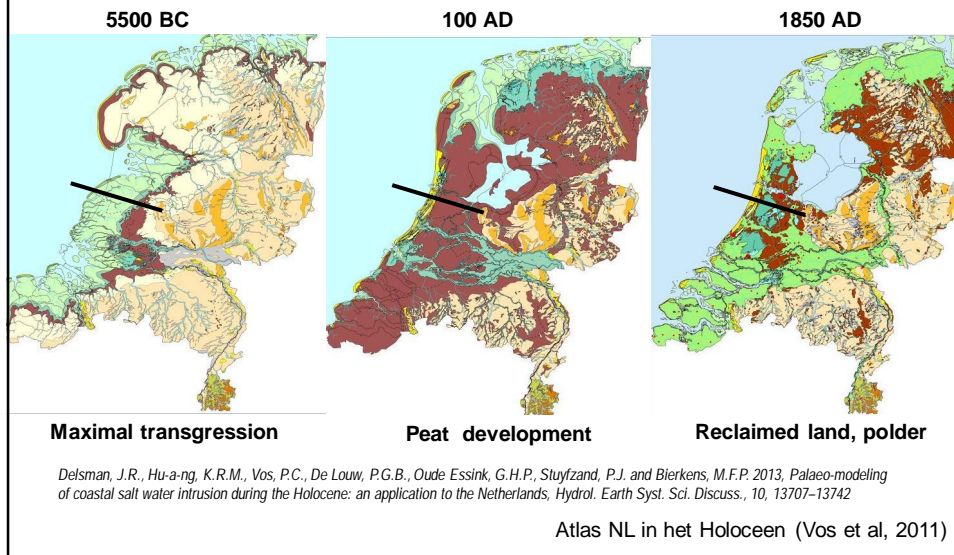 5500 BC
100 AD
1850 AD
Maximal transgression
Peat development
Reclaimed land, polder
Delsman, J.R., Hu-a-ng, K.R.M., Vos, P.C., De Louw, P.G.B., Oude Essink, G.H.P., Stuyfzand, P.J. and Bierkens, M.F.P. 2013, Palaeo-modeling
of coastal salt water intrusion during the Holocene: an application to the Netherlands, Hydrol. Earth Syst. Sci. Discuss., 10, 13707–13742
Atlas NL in het Holoceen (Vos et al, 2011)